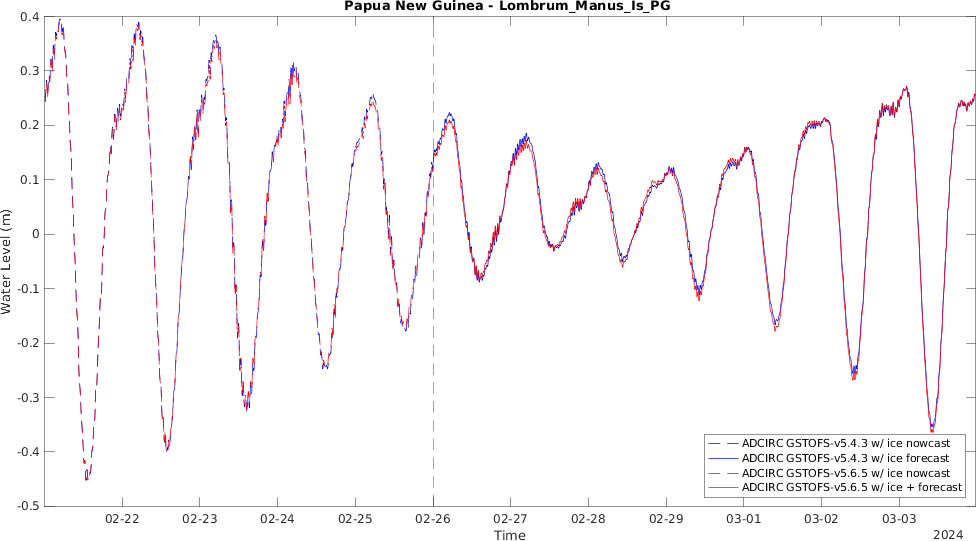 Papua New Guinea - Lombrum_Manus_Is_PG
0.4
0.3
0.2
0.1
0
-0.1
-0.2
-0.3
-0.4
-0.5
Water Level (m)
ADCIRC GSTOFS-v5.4.3 w/ ice nowcast
ADCIRC GSTOFS-v5.4.3 w/ ice forecast
ADCIRC GSTOFS-v5.6.5 w/ ice nowcast
ADCIRC GSTOFS-v5.6.5 w/ ice + forecast
02-22 02-23 02-24 02-25 02-26 02-27 02-28 02-29 03-01 03-02 03-03
Time
2024